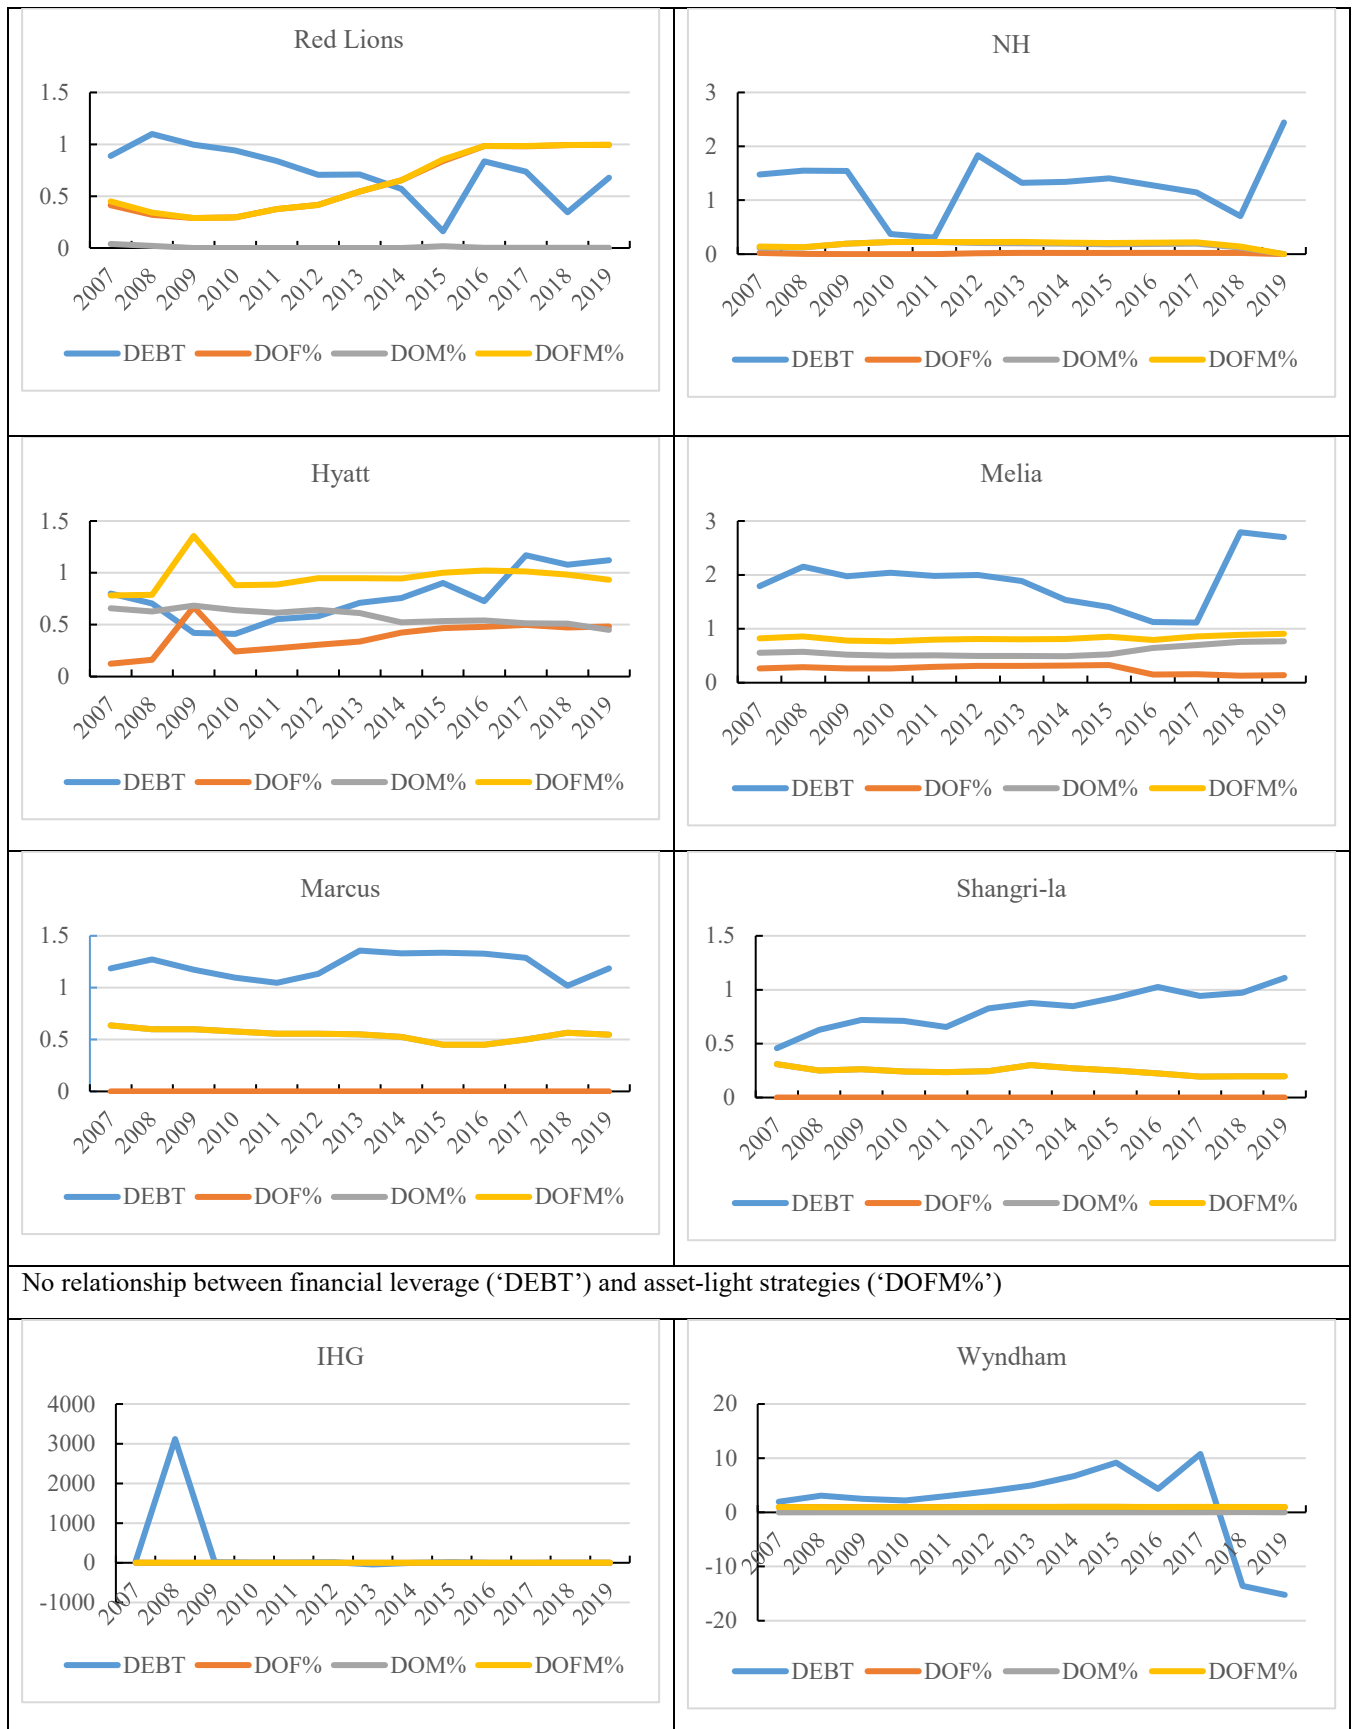 Red Lions
1.5
1
0.5
0
2007 2008 2009 2010 2011 2012 2013 2014 2015 2016 2017 2018 2019
DEBT DOF% DOM% DOFM%
NH
3
2
1
0
2007 2008 2009 2010 2011 2012 2013 2014 2015 2016 2017 2018 2019
DEBT DOF% DOM% DOFM%
Hyatt
1.5
1
0.5
0
2007 2008 2009 2010 2011 2012 2013 2014 2015 2016 2017 2018 2019
DEBT DOF% DOM% DOFM%
Melia
3
2
1
0
2007 2008 2009 2010 2011 2012 2013 2014 2015 2016 2017 2018 2019
DEBT DOF% DOM% DOFM%
Marcus
1.5
1
0.5
0
2007 2008 2009 2010 2011 2012 2013 2014 2015 2016 2017 2018 2019
DEBT DOF% DOM% DOFM%
Shangri-la
1.5
1
0.5
0
2007 2008 2009 2010 2011 2012 2013 2014 2015 2016 2017 2018 2019
DEBT DOF% DOM% DOFM%
No relationship between financial leverage (‘DEBT’) and asset-light strategies (‘DOFM%’)
IHG
4000
3000
2000
1000
0
-1000
2007 2008 2009 2010 2011 2012 2013 2014 2015 2016 2017 2018 2019
DEBT DOF% DOM% DOFM%
Wyndham
20
10
0
-10
-20
2007 2008 2009 2010 2011 2012 2013 2014 2015 2016 2017 2018 2019
DEBT DOF% DOM% DOFM%